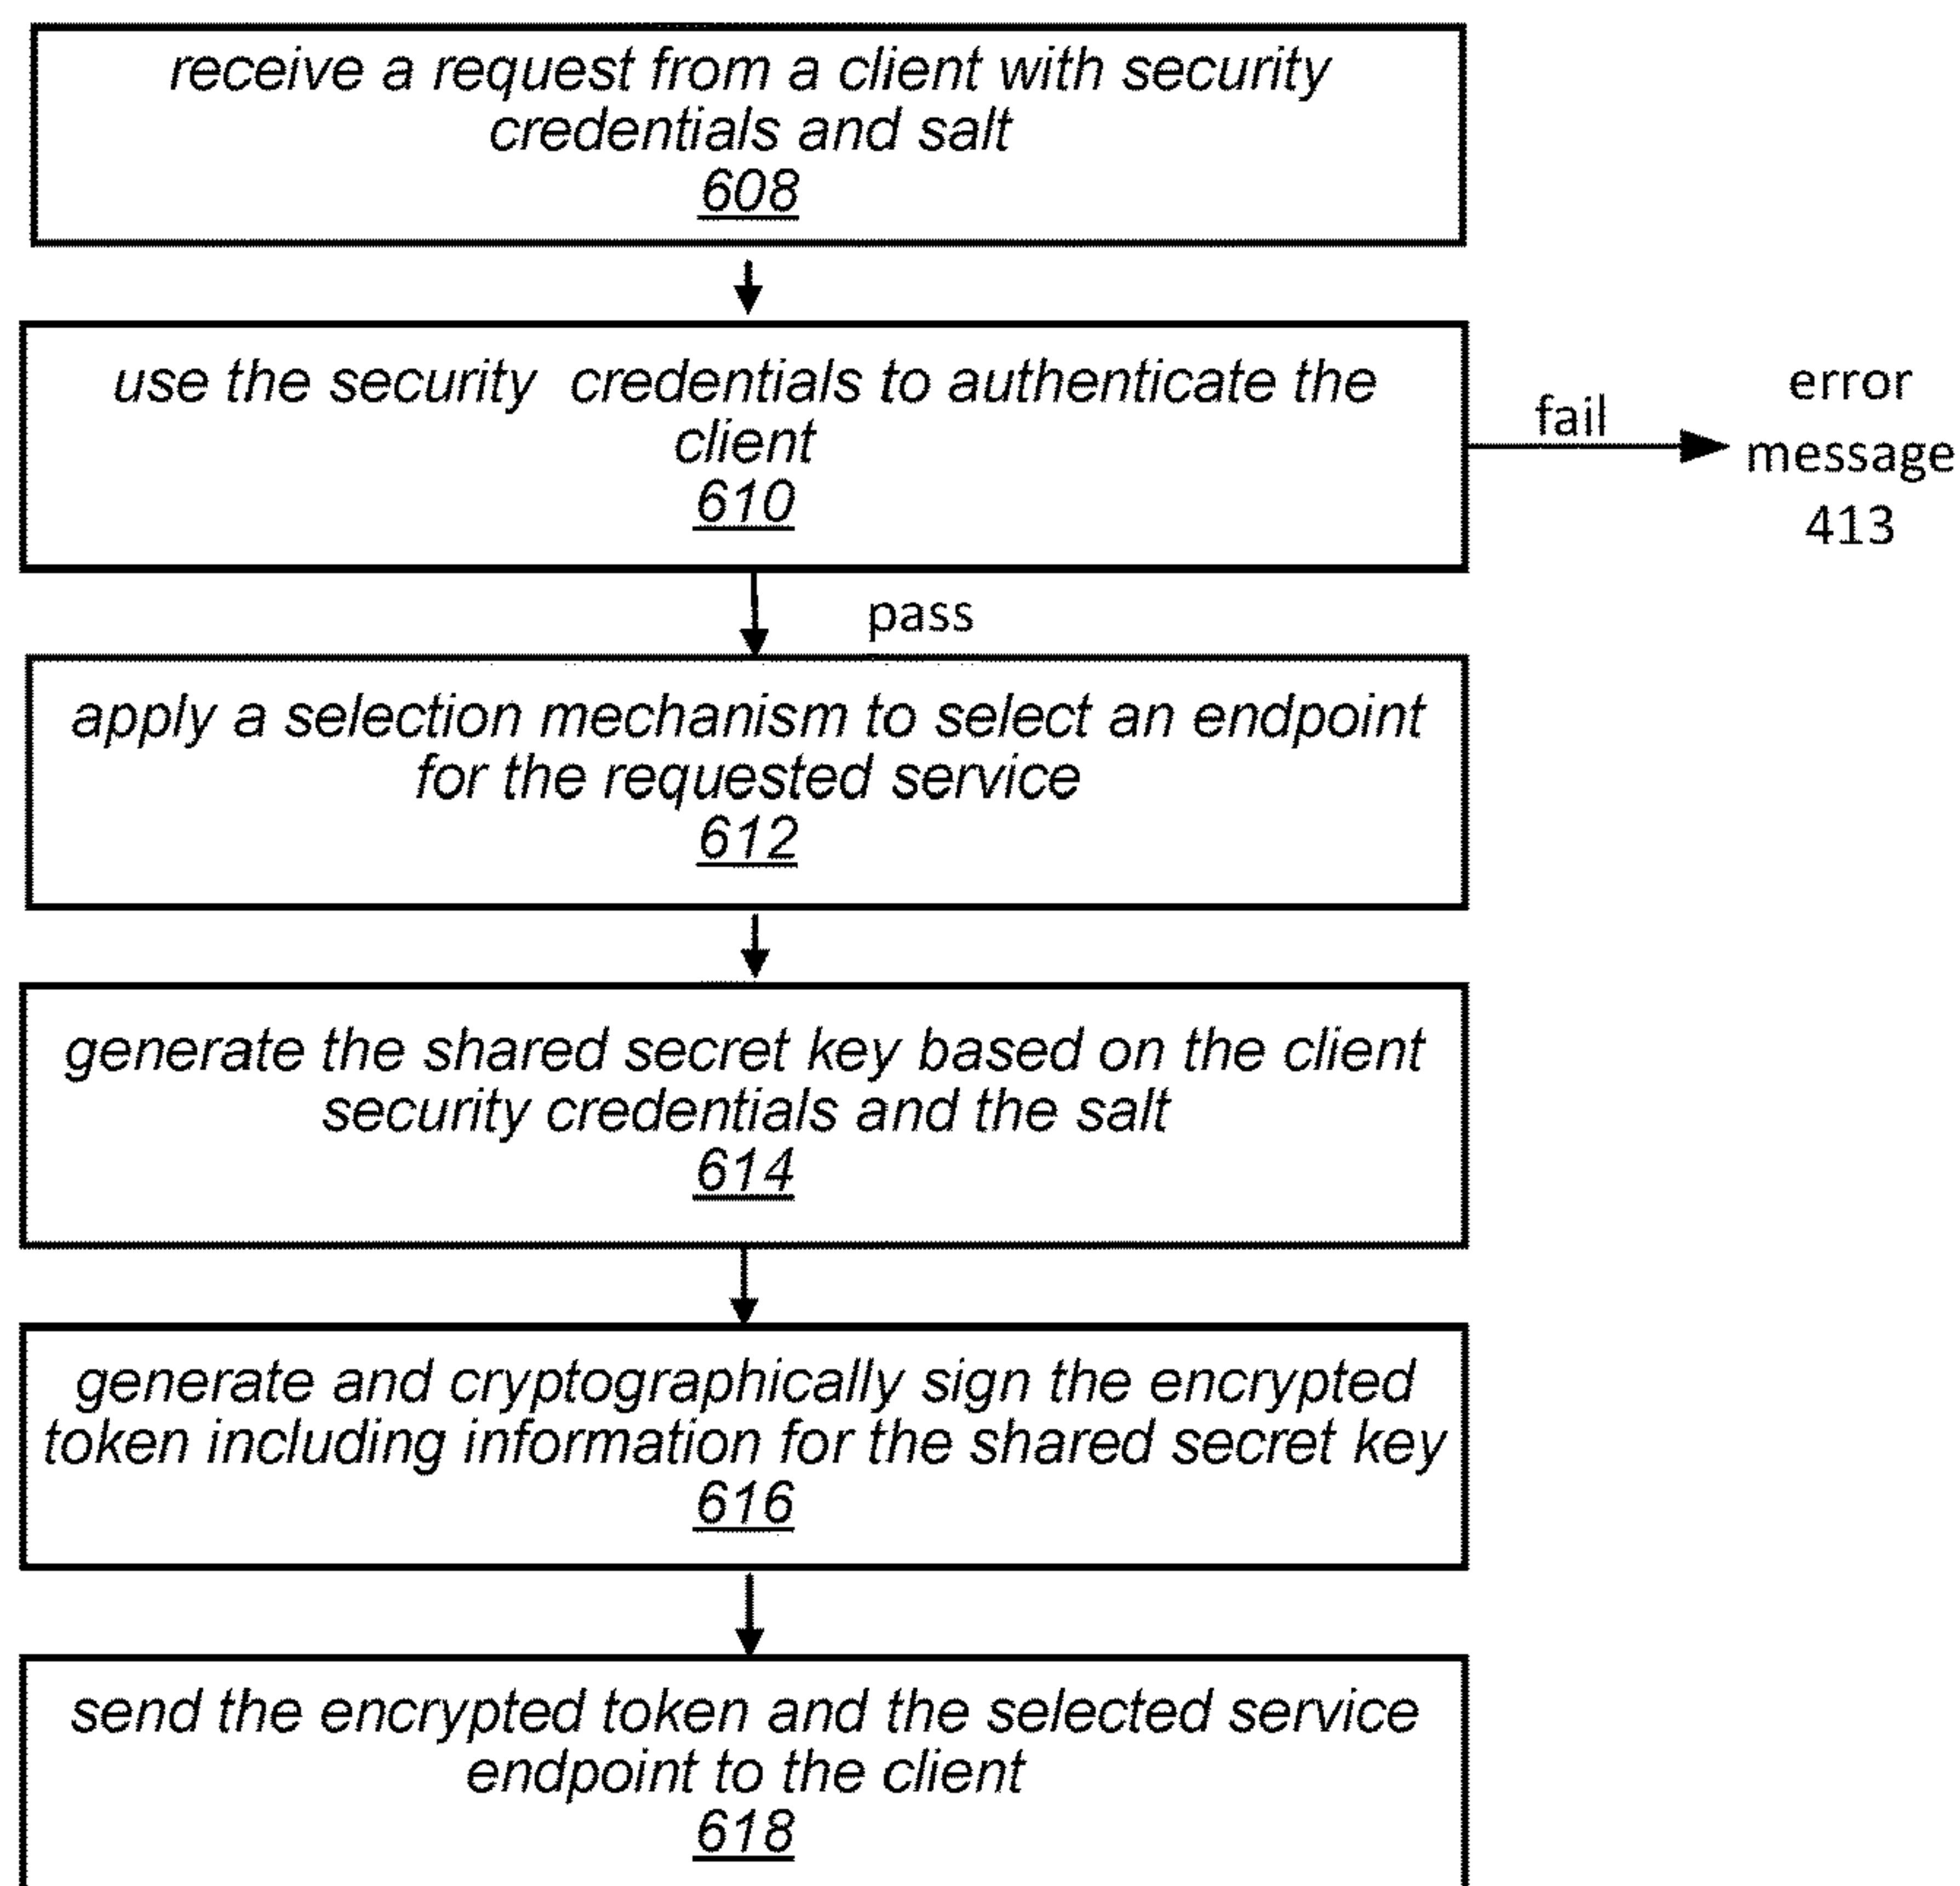 receive a request from a client with security
credentials and salt
608
use the security credentials to authenticate the
client
610
fail
error
message
413
pass
apply a selection mechanism to select an endpoint
for the requested service
612
generate the shared secret key based on the client
security credentials and the salt
614
generate and cryptographically sign the encrypted
token including information for the shared secret key
616
send the encrypted token and the selected service
endpoint to the client
618